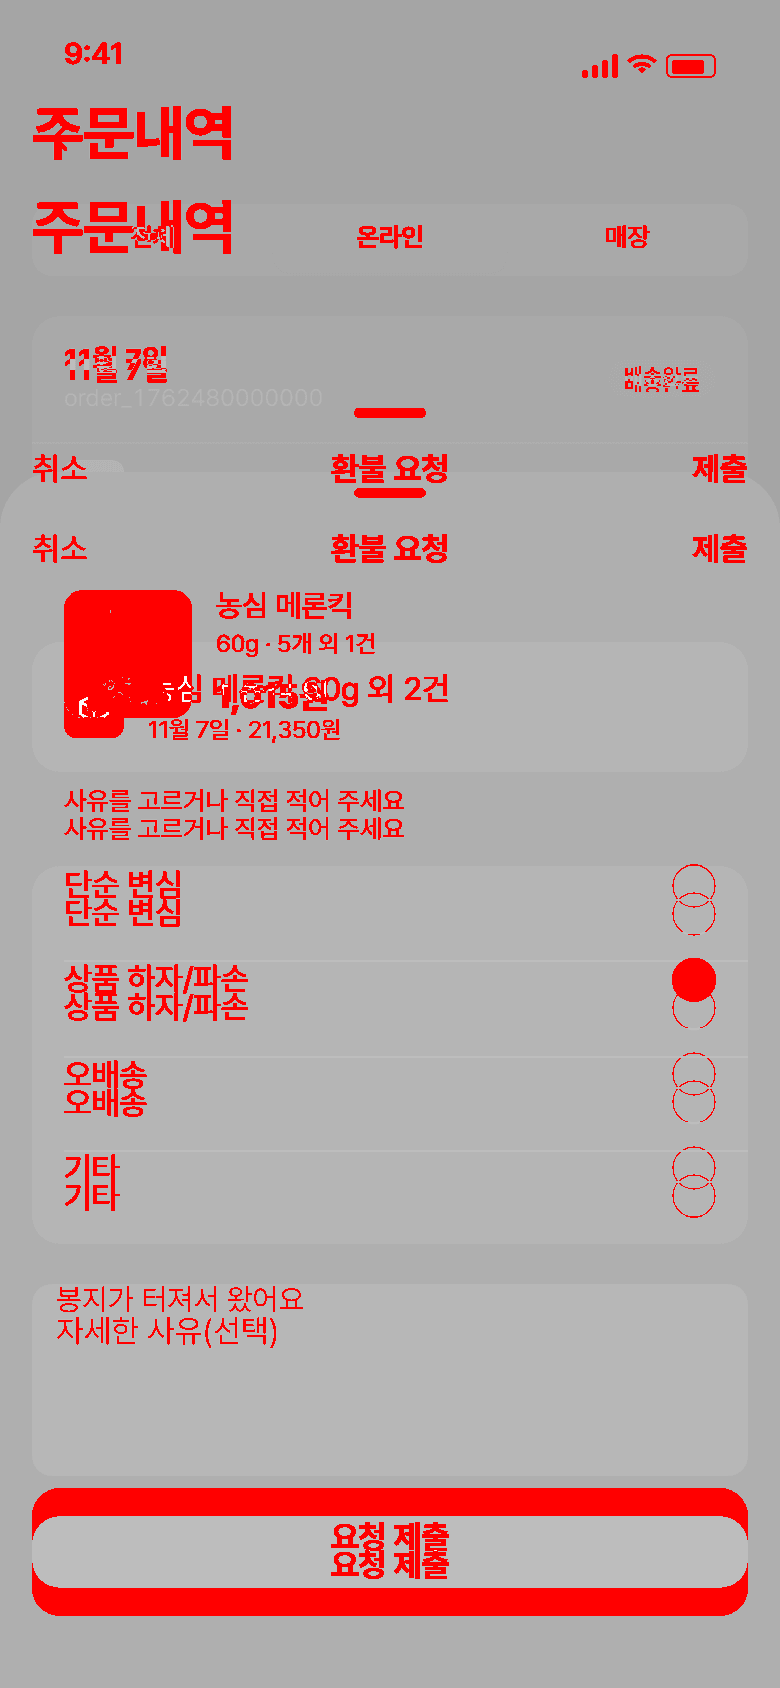 9:41
주문내역
주문내역
전체 온라인 매장
11월 7일
배송완료
order_1762480000000
취소 환불 요청 제출
취소 환불 요청 제출
농심 메론킥
60g · 5개 외 1건
농심 메론킥 60g 외 2건
11월 7일 · 21,350원
사유를 고르거나 직접 적어 주세요
사유를 고르거나 직접 적어 주세요
단순 변심
단순 변심
상품 하자/파손
상품 하자/파손
오배송
오배송
기타
기타
봉지가 터져서 왔어요
자세한 사유(선택)
요청 제출
요청 제출